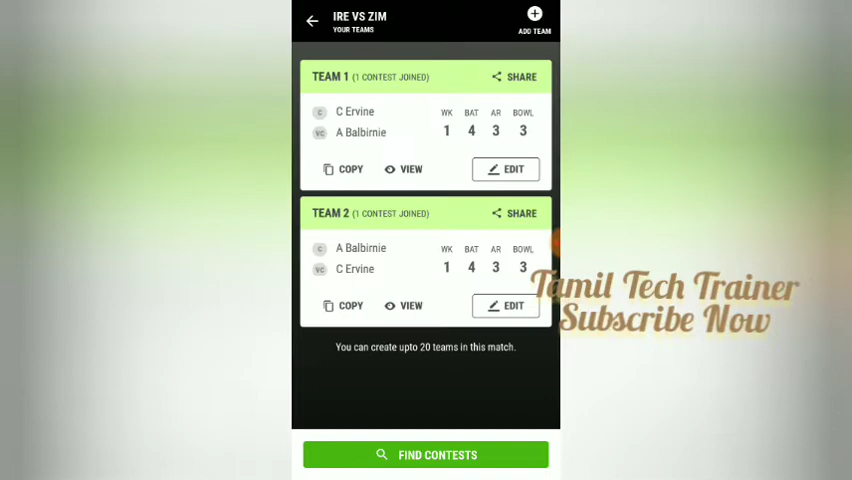 IRE VS ZIM
YOUR TEAMS
ADD TEAM
TEAM 1 (1 CONTEST JOINED)
SHARE
C C Ervine
VC A Balbirnie
WK BAT AR BOWL
1 4 3 3
COPY VIEW EDIT
TEAM 2 (1 CONTEST JOINED)
SHARE
C A Balbirnie
VC C Ervine
WK BAT AR BOWL
1 4 3 3
COPY VIEW EDIT
You can create upto 20 teams in this match.
FIND CONTESTS
Tamil Tech Trainer
Subscribe Now